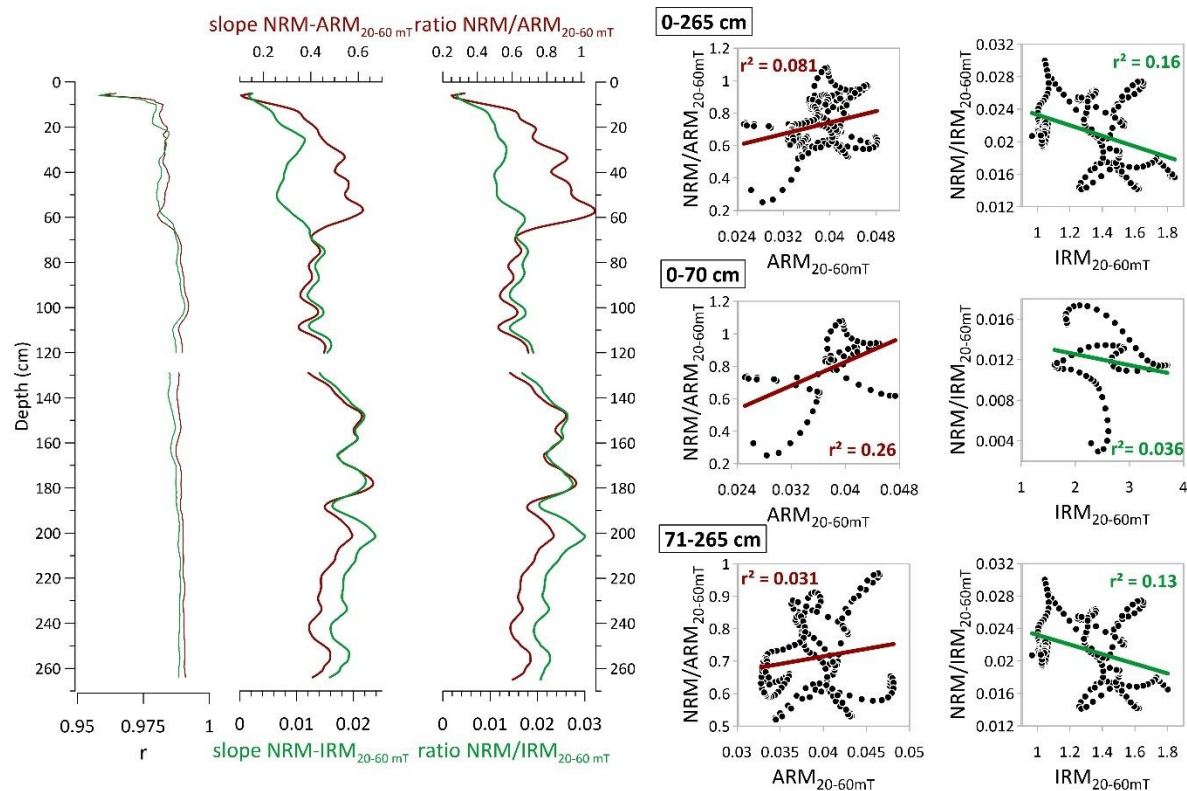 slope NRM-ARM20-60 mT ratio NRM/ARM20-60 mT
0.2 0.4 0.6
0.2 0.4 0.6 0.8 1
0
20
40
60
80
100
120
140
160
180
200
220
240
260
Depth (cm)
0
20
40
60
80
100
120
140
160
180
200
220
240
260
0.95 0.975 1
r
0 0.01 0.02
slope NRM-IRM20-60 mT
0 0.01 0.02 0.03
ratio NRM/IRM20-60 mT
0-265 cm
NRM/ARM20-60mT
1.2
1
0.8
0.6
0.4
0.2
r² = 0.081
0.024 0.032 0.04 0.048
ARM20-60mT
NRM/IRM20-60mT
0.032
0.028
0.024
0.02
0.016
0.012
r² = 0.16
1 1.2 1.4 1.6 1.8
IRM20-60mT
0-70 cm
NRM/ARM20-60mT
1.2
1
0.8
0.6
0.4
0.2
r² = 0.26
0.024 0.032 0.04 0.048
ARM20-60mT
NRM/IRM20-60mT
0.016
0.012
0.008
0.004
r² = 0.036
1 2 3 4
IRM20-60mT
71-265 cm
NRM/ARM20-60mT
1
0.9
0.8
0.7
0.6
0.5
r² = 0.031
0.03 0.035 0.04 0.045 0.05
ARM20-60mT
NRM/IRM20-60mT
0.032
0.028
0.024
0.02
0.016
0.012
r² = 0.13
1 1.2 1.4 1.6 1.8
IRM20-60mT